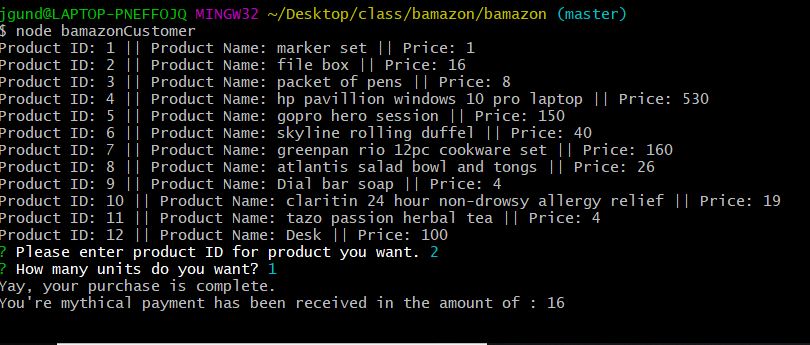 jgund@LAPTOP-PNEFFOJQ MINGW32 ~/Desktop/class/bamazon/bamazon (master)
$ node bamazonCustomer
Product ID: 1 || Product Name: marker set || Price: 1
Product ID: 2 || Product Name: file box || Price: 16
Product ID: 3 || Product Name: packet of pens || Price: 8
Product ID: 4 || Product Name: hp pavillion windows 10 pro laptop || Price: 530
Product ID: 5 || Product Name: gopro hero session || Price: 150
Product ID: 6 || Product Name: skyline rolling duffel || Price: 40
Product ID: 7 || Product Name: greenpan rio 12pc cookware set || Price: 160
Product ID: 8 || Product Name: atlantis salad bowl and tongs || Price: 26
Product ID: 9 || Product Name: Dial bar soap || Price: 4
Product ID: 10 || Product Name: claritin 24 hour non-drowsy allergy relief || Price: 19
Product ID: 11 || Product Name: tazo passion herbal tea || Price: 4
Product ID: 12 || Product Name: Desk || Price: 100
? Please enter product ID for product you want. 2
? How many units do you want? 1
Yay, your purchase is complete.
You're mythical payment has been received in the amount of : 16